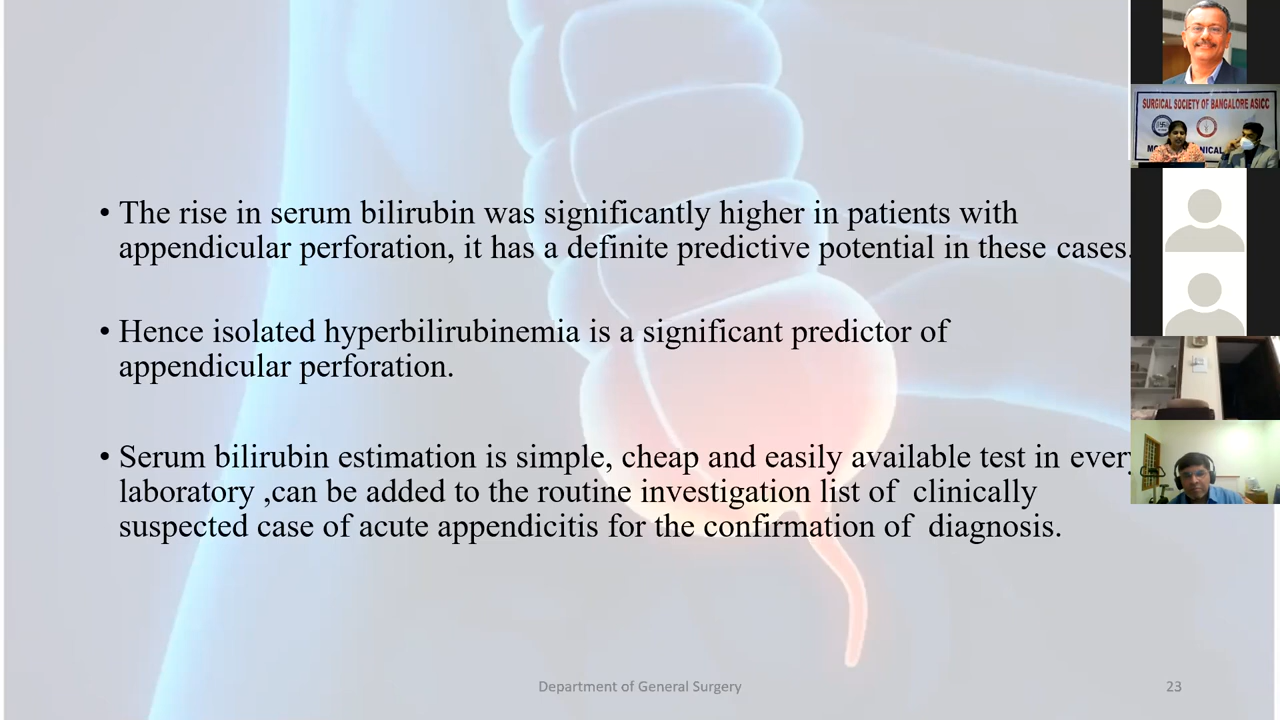 • The rise in serum bilirubin was significantly higher in patients with
appendicular perforation, it has a definite predictive potential in these cases.
• Hence isolated hyperbilirubinemia is a significant predictor of
appendicular perforation.
• Serum bilirubin estimation is simple, cheap and easily available test in every
laboratory ,can be added to the routine investigation list of  clinically
suspected case of acute appendicitis for the confirmation of  diagnosis.
Department of General Surgery
23
SURGICAL SOCIETY OF BANGALORE ASICC